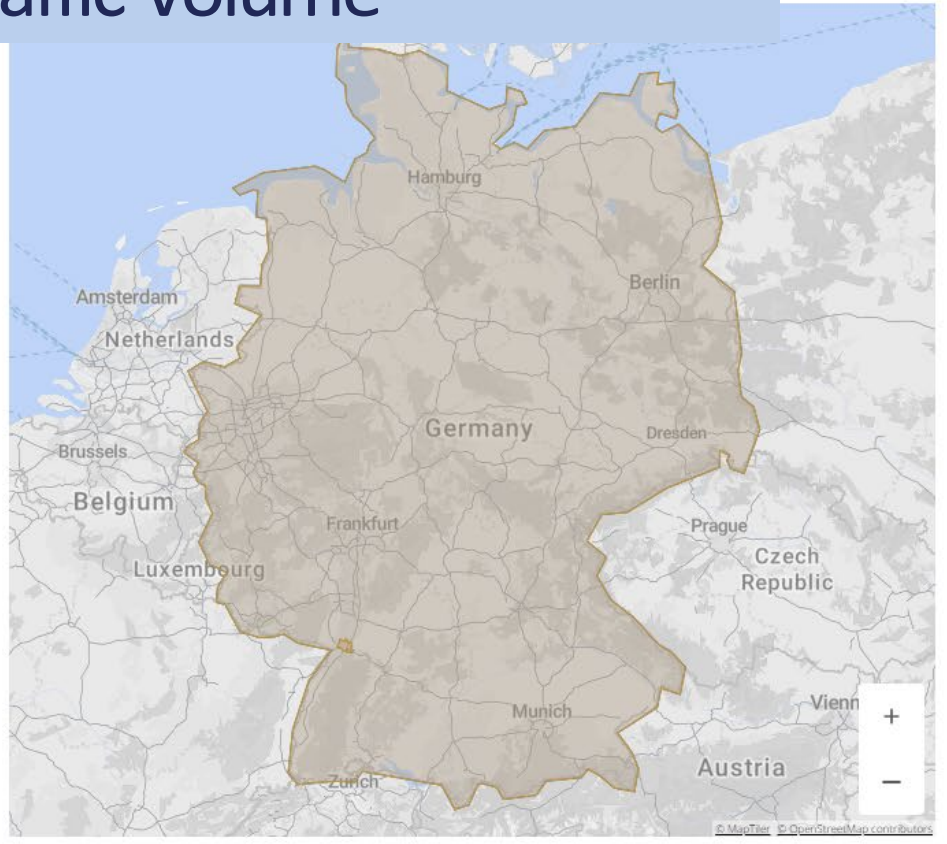 Volume
Hamburg
Berlin
Amsterdam
Netherlands
Germany
Dresden
Brussels
Belgium
Frankfurt
Prague
Luxembourg
Czech
Republic
Munich
Vienn
+
Austria
Zurich
−
© MapTiler © OpenStreetMap contributors